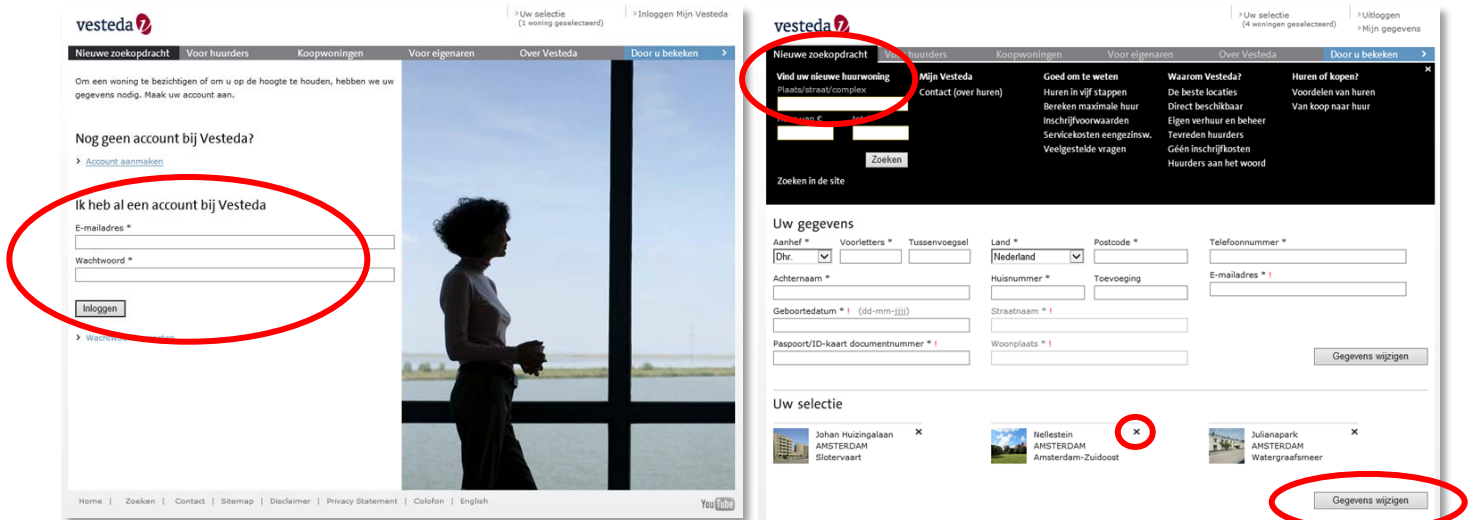 vesteda
>Uw selectie
(1 woning geselecteerd)
>Inloggen Mijn Vesteda
Nieuwe zoekopdracht Voor huurders Koopwoningen Voor eigenaren Over Vesteda Door u bekeken >
Om een woning te bezichtigen of om u op de hoogte te houden, hebben we uw
gegevens nodig. Maak uw account aan.
Nog geen account bij Vesteda?
> Account aanmaken
Ik heb al een account bij Vesteda
E-mailadres *
Wachtwoord *
Inloggen
Home | Zoeken | Contact | Sitemap | Disclaimer | Privacy Statement | Colofon | English
YouTube
vesteda
>Uw selectie
(4 woningen geselecteerd)
>Uitloggen
>Mijn gegevens
Nieuwe zoekopdracht Voor huurders Koopwoningen Voor eigenaren Over Vesteda Door u bekeken >
Vind uw nieuwe huurwoning
Plaats/straat/complex
Zoeken
Zoeken in de site
Mijn Vesteda
Contact (over huren)
Goed om te weten
Huren in vijf stappen
Bereken maximale huur
Inschrijfvoorwaarden
Servicekosten eengezinsw.
Veelgestelde vragen
Waarom Vesteda?
De beste locaties
Direct beschikbaar
Eigen verhuur en beheer
Tevreden huurders
Géén inschrijfkosten
Huurders aan het woord
Huren of kopen?
Voordelen van huren
Van koop naar huur
×
Uw gegevens
Aanhef * Voorletters * Tussenvoegsel Land * Postcode * Telefoonnummer *
Dhr. Nederland
Achternaam * Huisnummer * Toevoeging E-mailadres * !
Geboortedatum * ! (dd-mm-jjjj) Straatnaam * !
Paspoort/ID-kaart documentnummer * ! Woonplaats * !
Gegevens wijzigen
Uw selectie
Johan Huizingalaan ×
AMSTERDAM
Slotervaart
Nellestein ×
AMSTERDAM
Amsterdam-Zuidoost
Julianapark ×
AMSTERDAM
Watergraafsmeer
Gegevens wijzigen